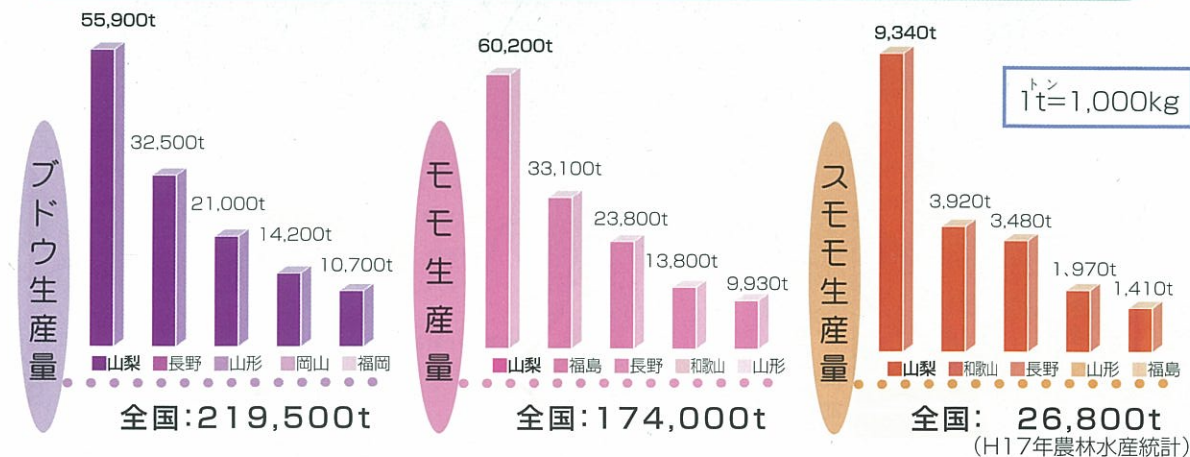 ブドウ生産量
55,900t
32,500t
21,000t
14,200t
10,700t
■山梨 ■長野 ■山形 ■岡山 ■福岡
全国:219,500t
モモ生産量
60,200t
33,100t
23,800t
13,800t
9,930t
■山梨 ■福島 ■長野 ■和歌山 ■山形
全国:174,000t
スモモ生産量
9,340t
3,920t
3,480t
1,970t
1,410t
■山梨 ■和歌山 ■長野 ■山形 ■福島
全国: 26,800t
トン
1t=1,000kg
(H17年農林水産統計)